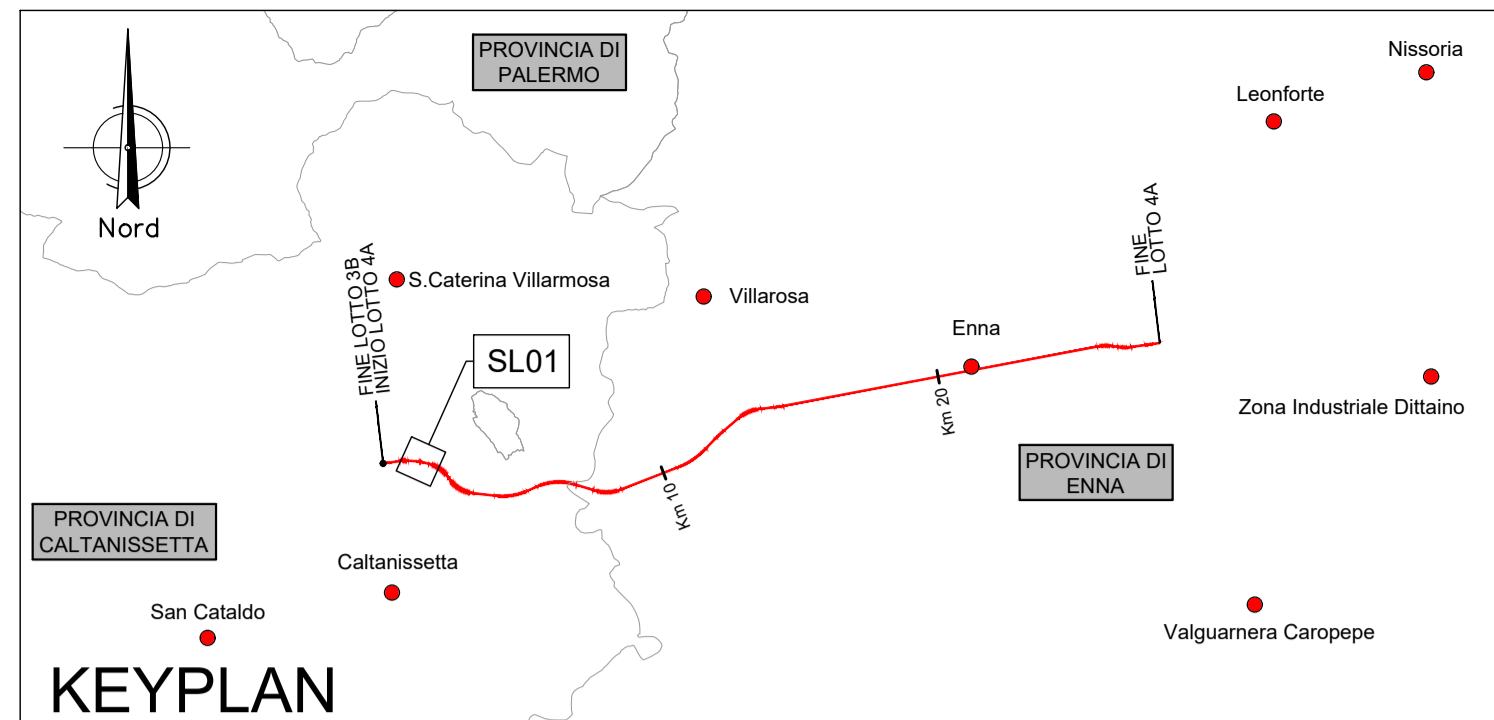 PROVINCIA DI
PALERMO
Nissoria
Leonforte
Nord
FINE LOTTO 3B
INIZIO LOTTO 4A
S.Caterina Villarmosa
Villarosa
FINE
LOTTO 4A
Enna
SL01
Km 20
Zona Industriale Dittaino
Km 10
PROVINCIA DI
ENNA
PROVINCIA DI
CALTANISSETTA
Caltanissetta
San Cataldo
Valguarnera Caropepe
KEYPLAN